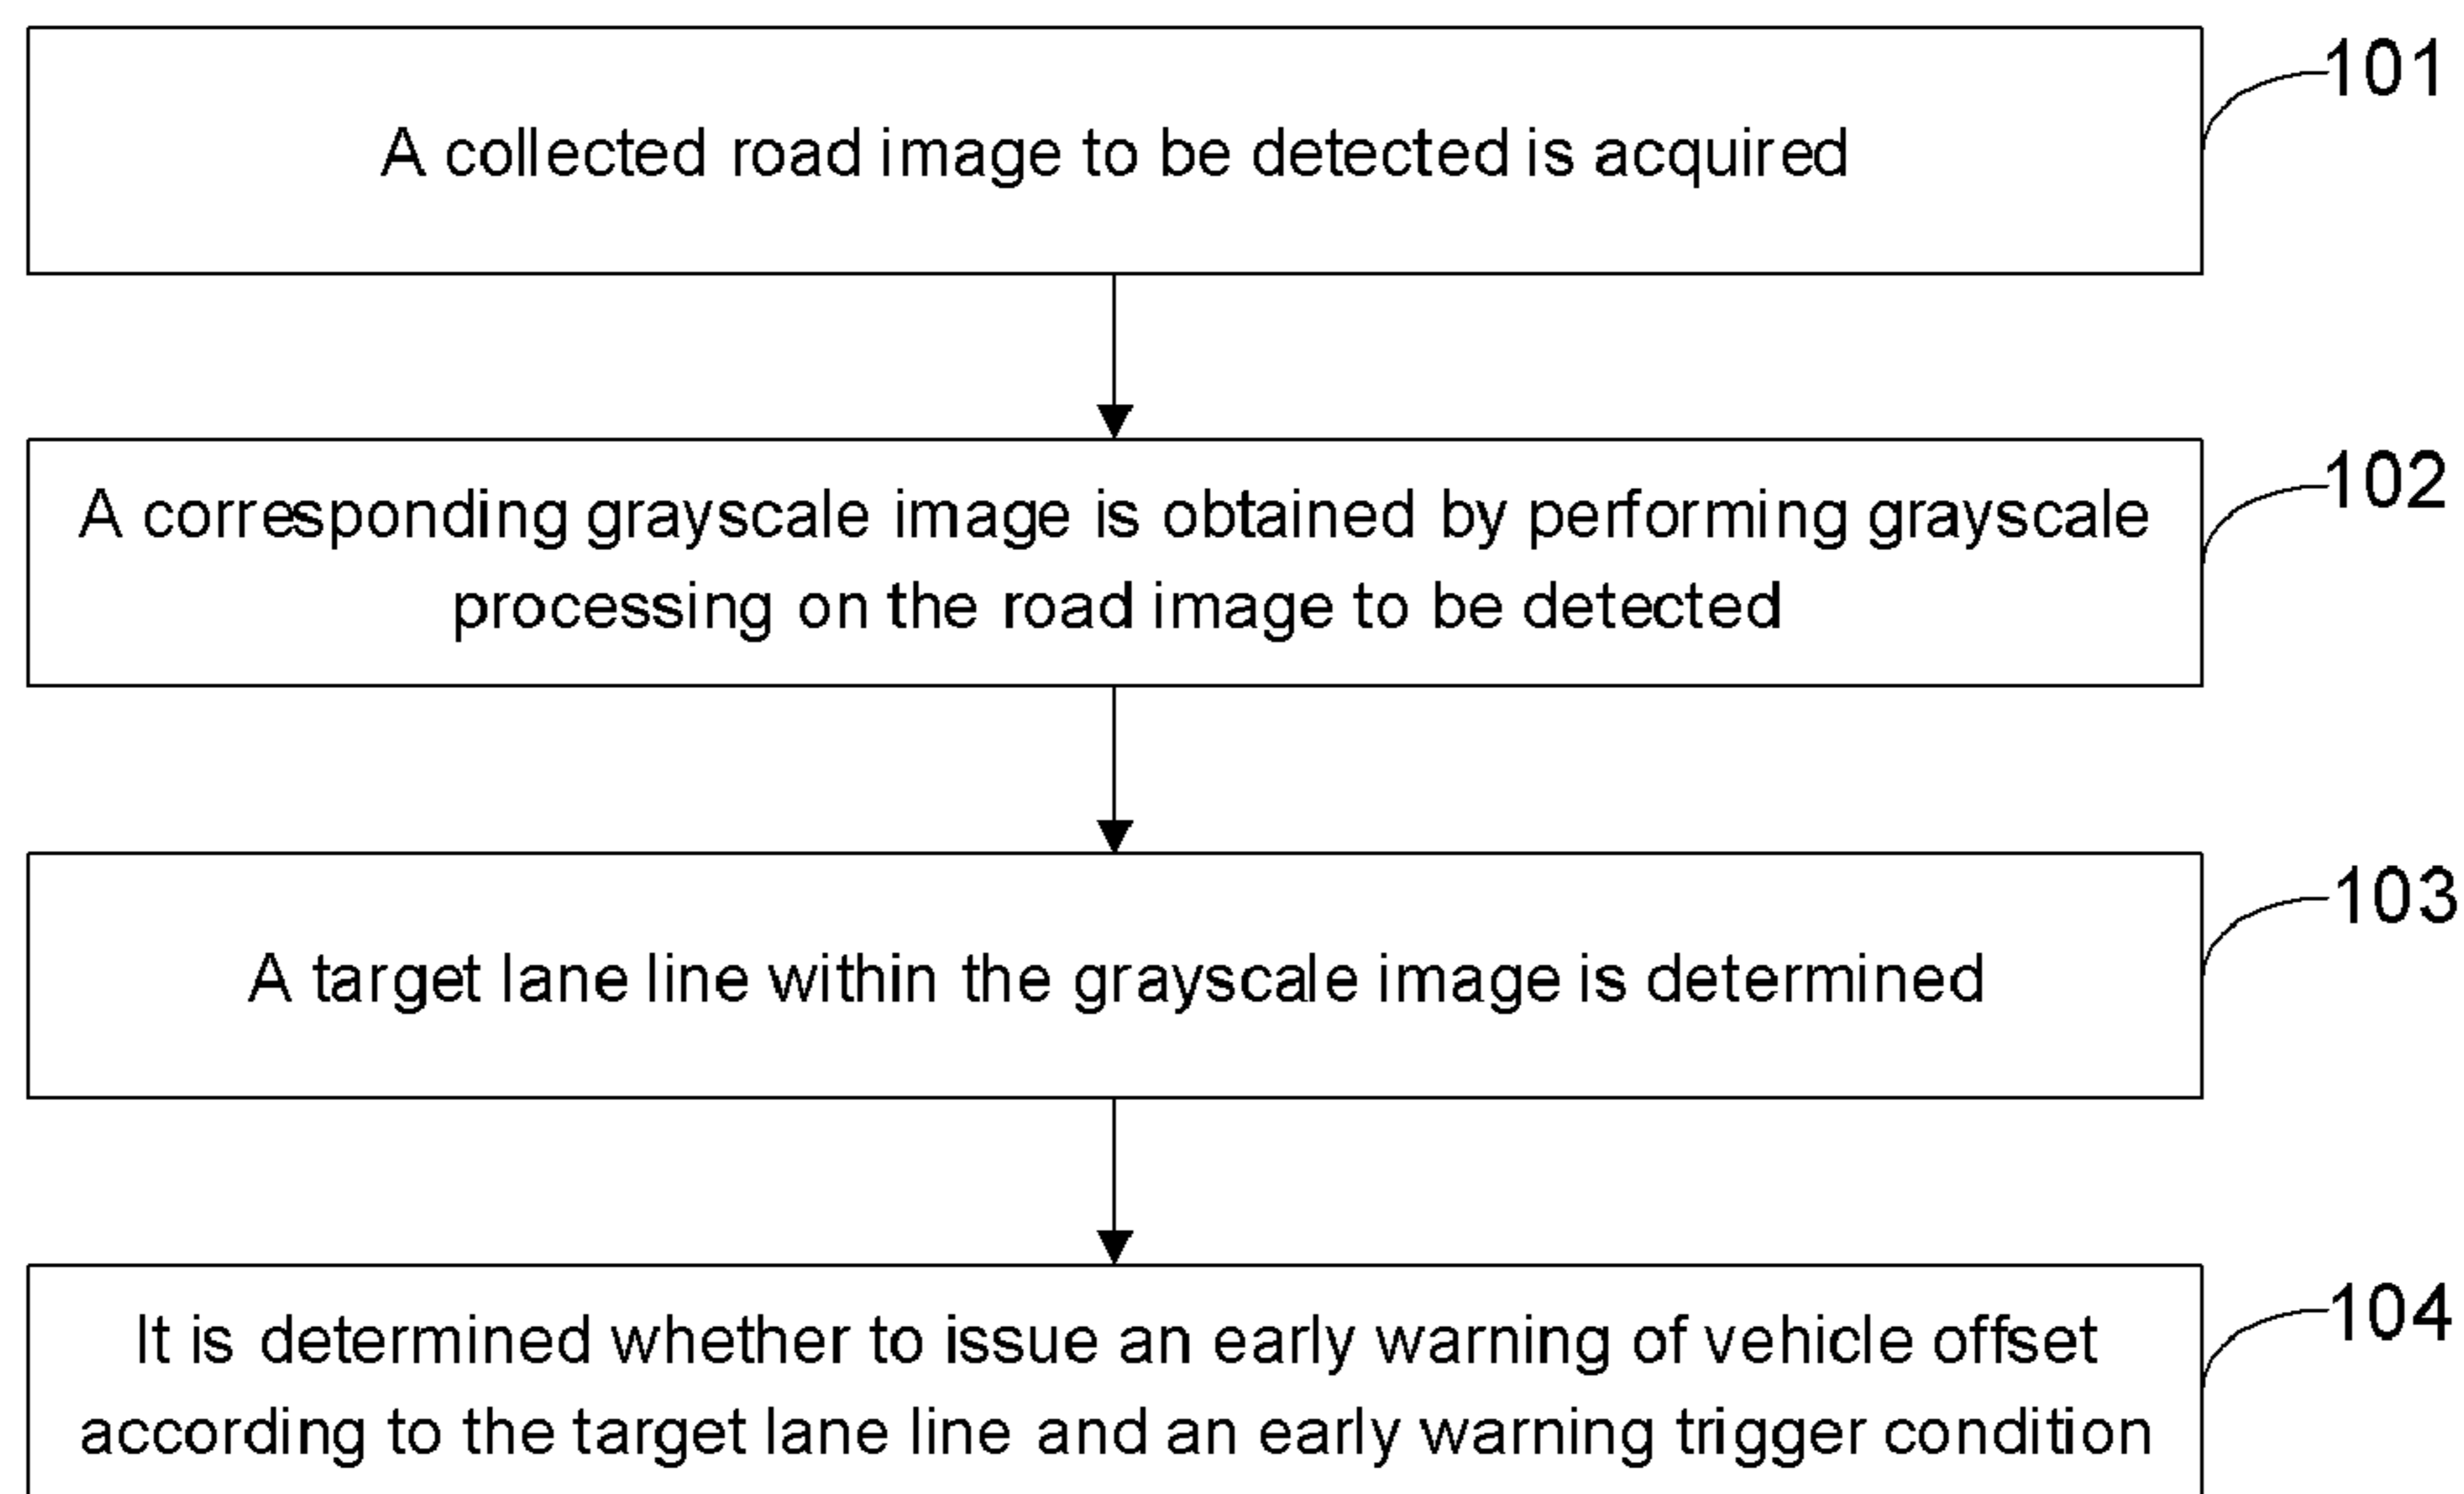 101
A collected road image to be detected is acquired
102
A corresponding grayscale image is obtained by performing grayscale
processing on the road image to be detected
103
A target lane line within the grayscale image is determined
104
It is determined whether to issue an early warning of vehicle offset
according to the target lane line and an early warning trigger condition